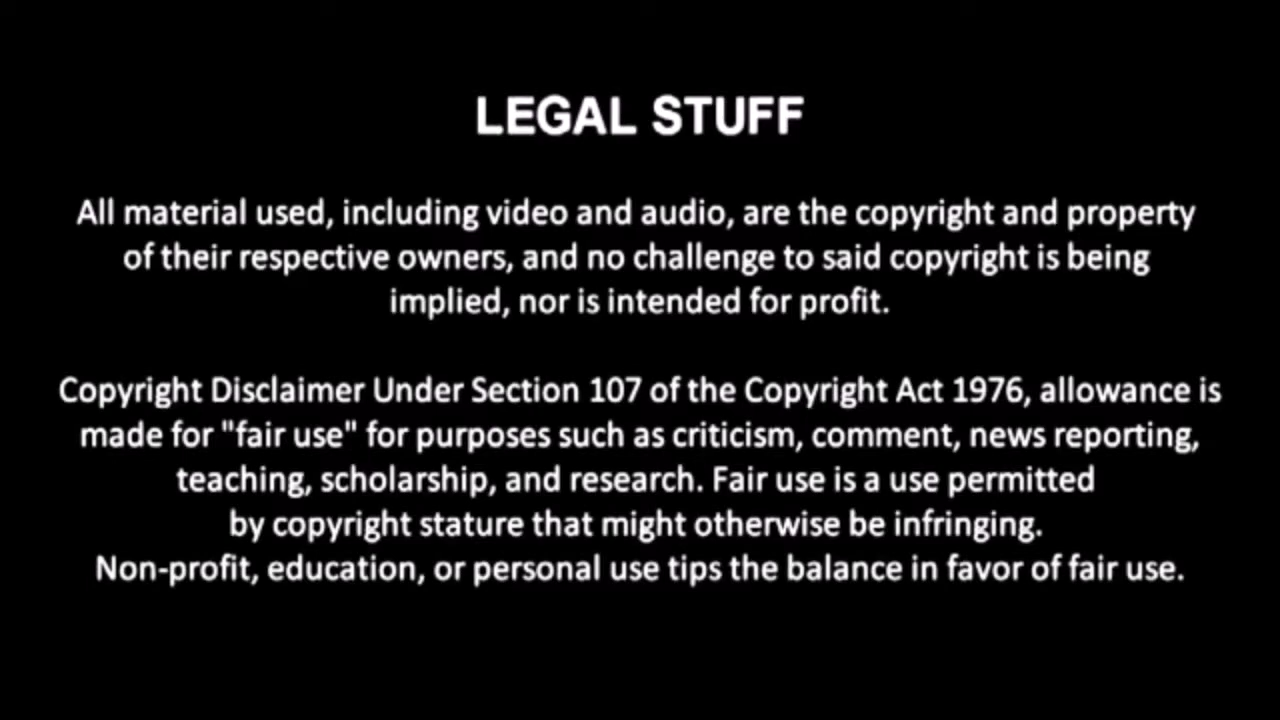 LEGAL STUFF
All material used, including video and audio, are the copyright and property
of their respective owners, and no challenge to said copyright is being
implied, nor is intended for profit.
Copyright Disclaimer Under Section 107 of the Copyright Act 1976, allowance is
made for "fair use" for purposes such as criticism, comment, news reporting,
teaching, scholarship, and research. Fair use is a use permitted
by copyright stature that might otherwise be infringing.
Non-profit, education, or personal use tips the balance in favor of fair use.